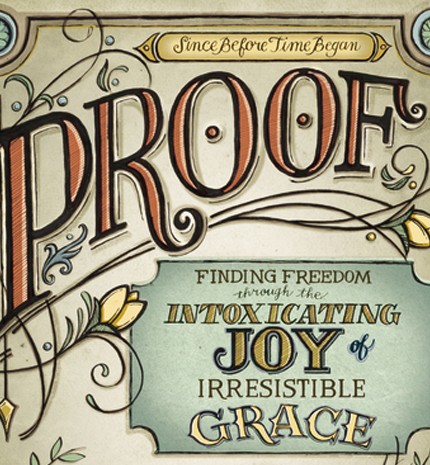 Since Before Time Began
PROOF
FINDING FREEDOM
through the
INTOXICATING
JOY of
IRRESISTIBLE
GRACE